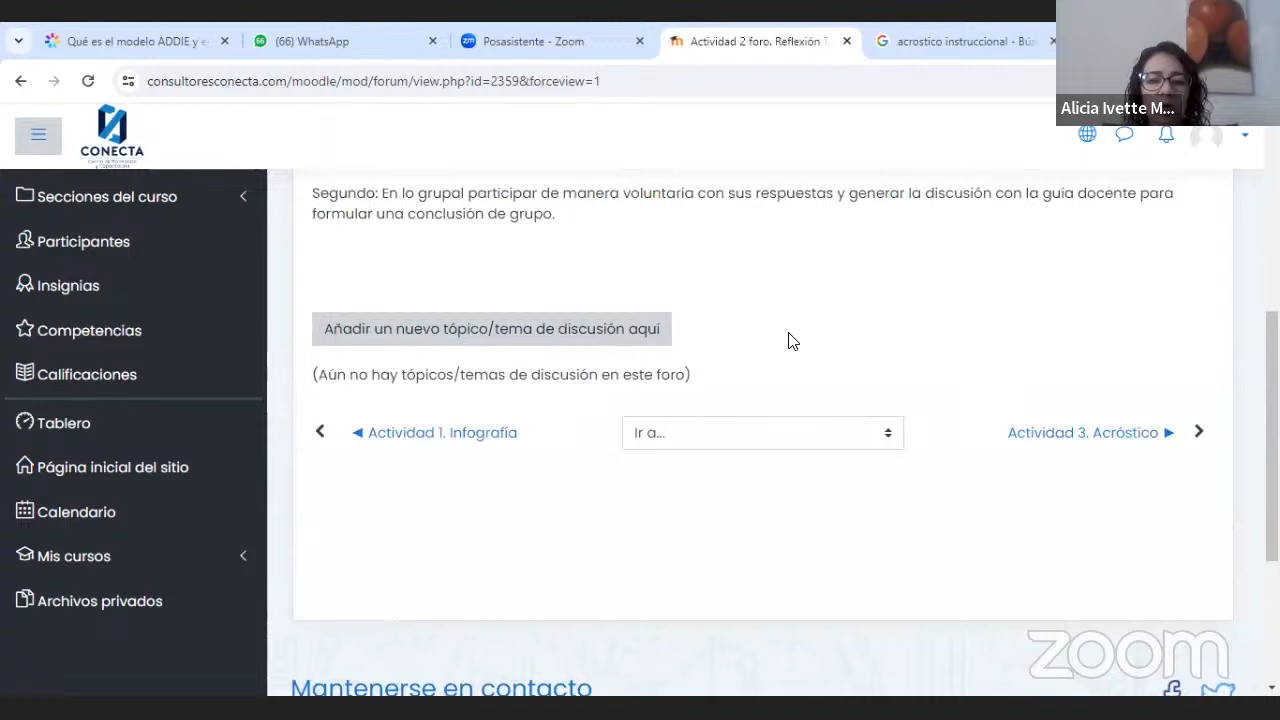 Qué es el modelo ADDIE y e
(66) WhatsApp
Posasistente - Zoom
Actividad 2 foro. Reflexión T
acrostico instruccional - Bús
consultoresconecta.com/moodle/mod/forum/view.php?id=2359&forceview=1
Alicia Ivette M...
CONECTA
Secciones del curso
Participantes
Insignias
Competencias
Calificaciones
Tablero
Página inicial del sitio
Calendario
Mis cursos
Archivos privados
Segundo: En lo grupal participar de manera voluntaria con sus respuestas y generar la discusión con la guía docente para
formular una conclusión de grupo.
Añadir un nuevo tópico/tema de discusión aquí
(Aún no hay tópicos/temas de discusión en este foro)
◄ Actividad 1. Infografía
Ir a...
Actividad 3. Acróstico ►
zoom
Mantenerse en contacto